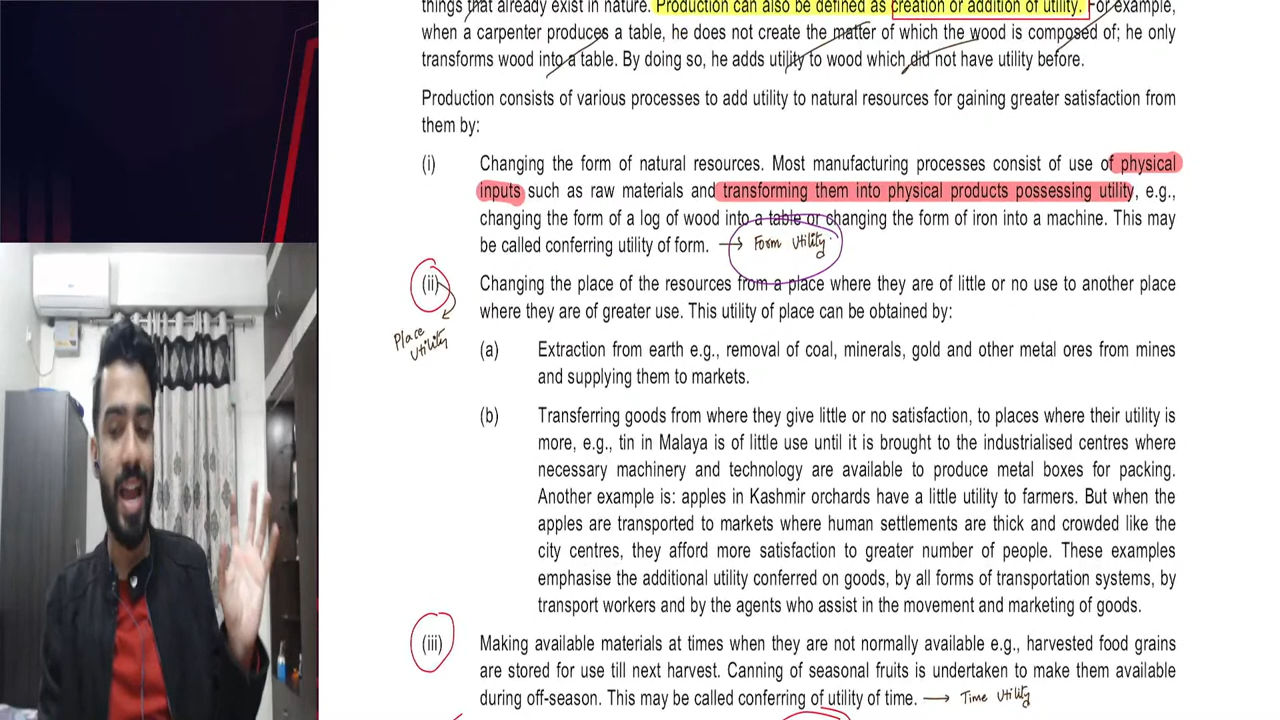 things that already exist in nature. Production can also be defined as creation or addition of utility. For example,
when a carpenter produces a table, he does not create the matter of which the wood is composed of; he only
transforms wood into a table. By doing so, he adds utility to wood which did not have utility before.
Production consists of various processes to add utility to natural resources for gaining greater satisfaction from
them by:
(i) Changing the form of natural resources. Most manufacturing processes consist of use of physical
inputs such as raw materials and transforming them into physical products possessing utility, e.g.,
changing the form of a log of wood into a table or changing the form of iron into a machine. This may
be called conferring utility of form. → Form Utility
(ii) Changing the place of the resources from a place where they are of little or no use to another place
where they are of greater use. This utility of place can be obtained by:
Place
Utility
(a) Extraction from earth e.g., removal of coal, minerals, gold and other metal ores from mines
and supplying them to markets.
(b) Transferring goods from where they give little or no satisfaction, to places where their utility is
more, e.g., tin in Malaya is of little use until it is brought to the industrialised centres where
necessary machinery and technology are available to produce metal boxes for packing.
Another example is: apples in Kashmir orchards have a little utility to farmers. But when the
apples are transported to markets where human settlements are thick and crowded like the
city centres, they afford more satisfaction to greater number of people. These examples
emphasise the additional utility conferred on goods, by all forms of transportation systems, by
transport workers and by the agents who assist in the movement and marketing of goods.
(iii) Making available materials at times when they are not normally available e.g., harvested food grains
are stored for use till next harvest. Canning of seasonal fruits is undertaken to make them available
during off-season. This may be called conferring of utility of time. → Time Utility